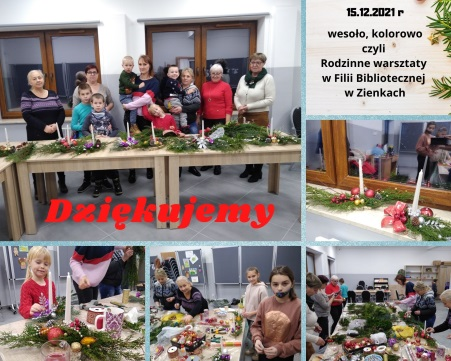 15.12.2021 r
wesoło, kolorowo
czyli
Rodzinne warsztaty
w Filii Bibliotecznej
w Zienkach
Dziękujemy